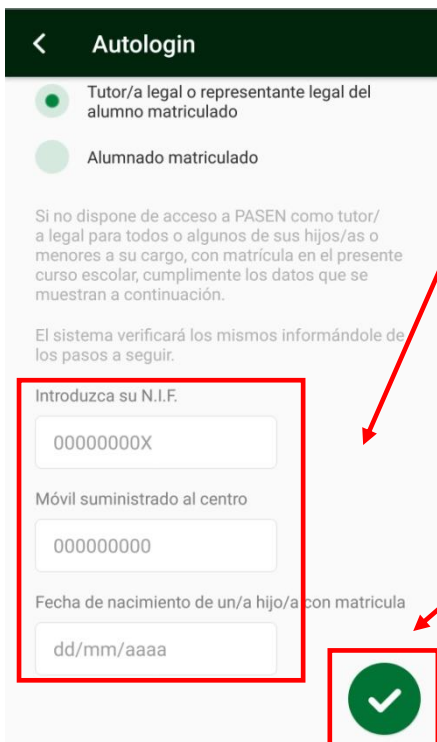 Autologin
Tutor/a legal o representante legal del
alumno matriculado
Alumnado matriculado
Si no dispone de acceso a PASEN como tutor/
a legal para todos o algunos de sus hijos/as o
menores a su cargo, con matrícula en el presente
curso escolar, cumplimente los datos que se
muestran a continuación.
El sistema verificará los mismos informándole de
los pasos a seguir.
Introduzca su N.I.F.
00000000X
Móvil suministrado al centro
000000000
Fecha de nacimiento de un/a hijo/a con matricula
dd/mm/aaaa